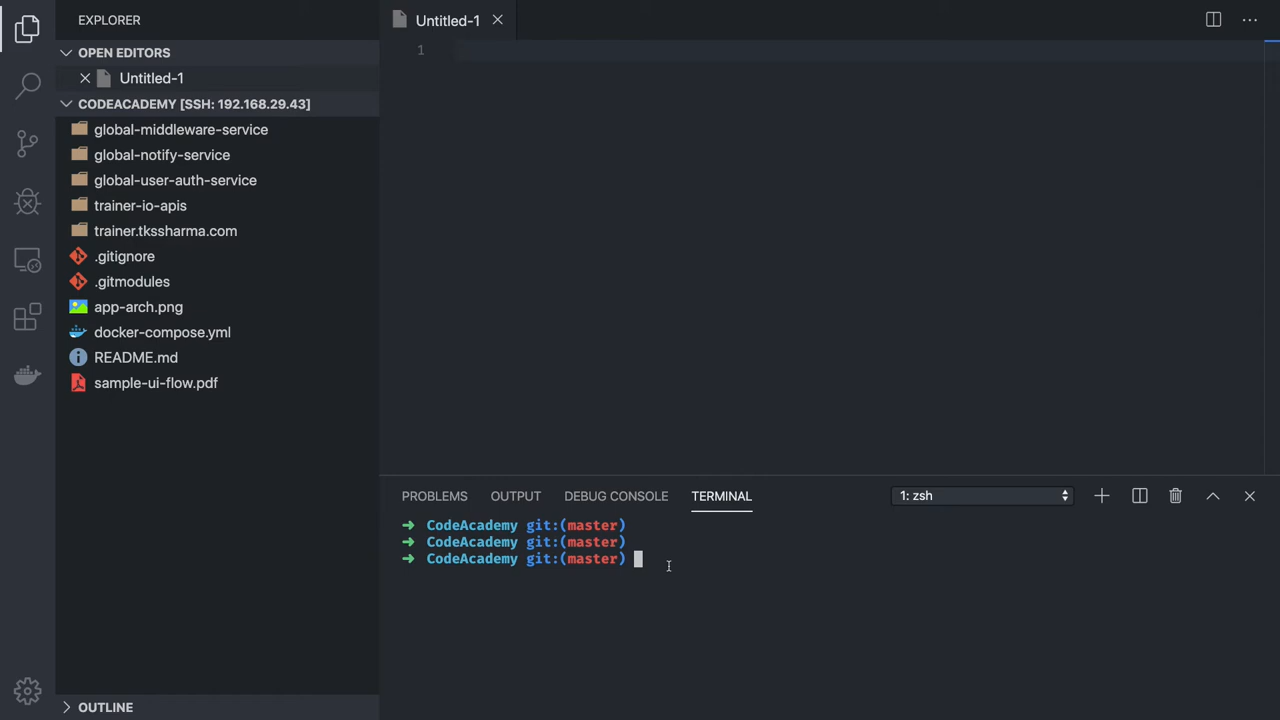 EXPLORER
OPEN EDITORS
Untitled-1
CODEACADEMY [SSH: 192.168.29.43]
global-middleware-service
global-notify-service
global-user-auth-service
trainer-io-apis
trainer.tkssharma.com
.gitignore
.gitmodules
app-arch.png
docker-compose.yml
README.md
sample-ui-flow.pdf
OUTLINE
Untitled-1
1
PROBLEMS OUTPUT DEBUG CONSOLE TERMINAL 1: zsh
➜ CodeAcademy git:(master)
➜ CodeAcademy git:(master)
➜ CodeAcademy git:(master)